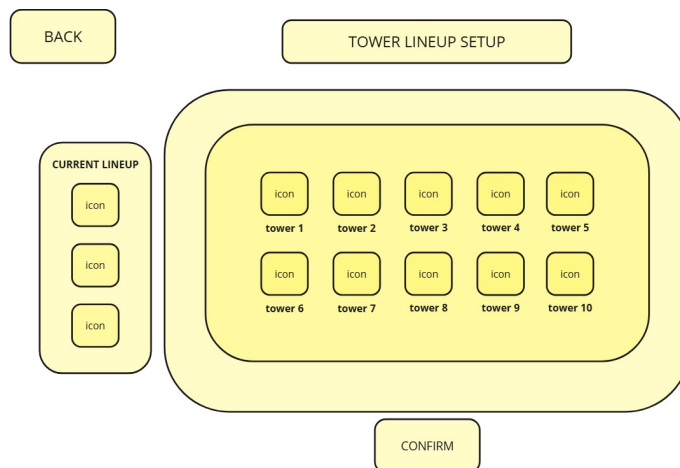 BACK
TOWER LINEUP SETUP
CURRENT LINEUP
icon
icon
icon
icon icon icon icon icon
tower 1 tower 2 tower 3 tower 4 tower 5
icon icon icon icon icon
tower 6 tower 7 tower 8 tower 9 tower 10
CONFIRM